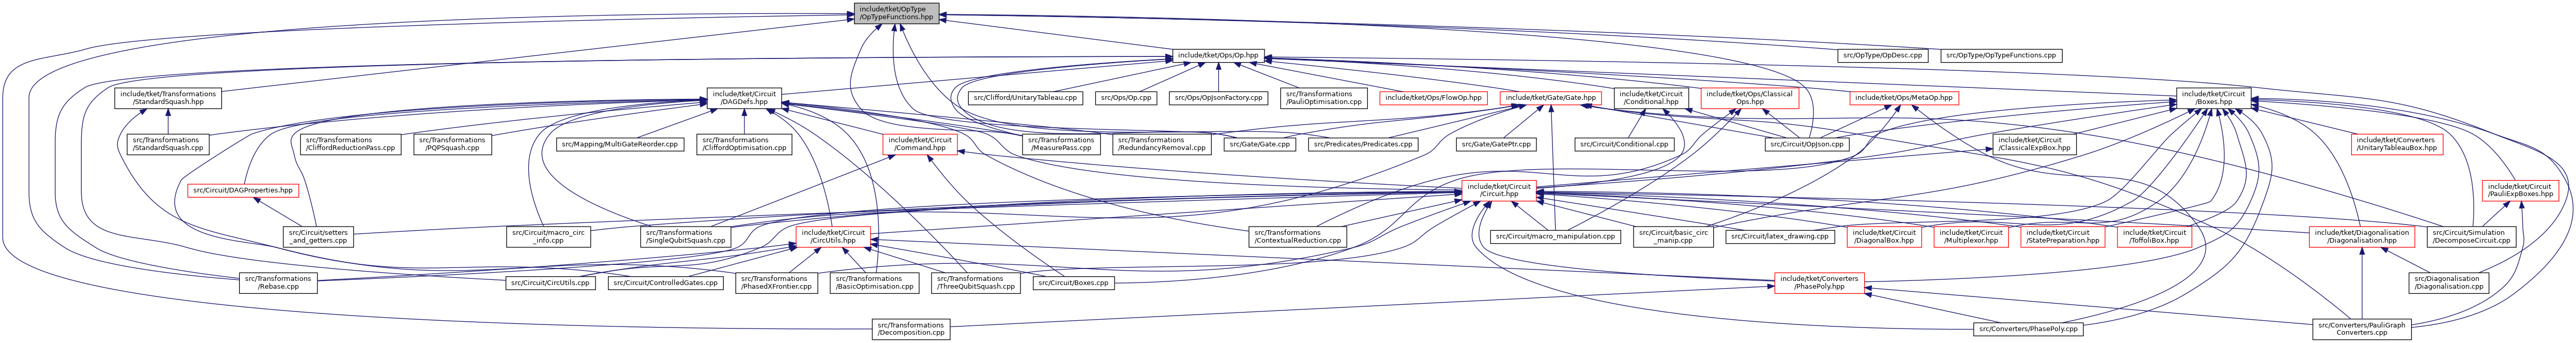 include/tket/OpType
/OpTypeFunctions.hpp
include/tket/Ops/Op.hpp
src/OpType/OpDesc.cpp
src/OpType/OpTypeFunctions.cpp
include/tket/Transformations
/StandardSquash.hpp
include/tket/Circuit
/DAGDefs.hpp
src/Clifford/UnitaryTableau.cpp
src/Ops/Op.cpp
src/Ops/OpJsonFactory.cpp
src/Transformations
/PauliOptimisation.cpp
include/tket/Ops/FlowOp.hpp
include/tket/Gate/Gate.hpp
include/tket/Circuit
/Conditional.hpp
include/tket/Ops/Classical
Ops.hpp
include/tket/Ops/MetaOp.hpp
include/tket/Circuit
/Boxes.hpp
src/Transformations
/StandardSquash.cpp
src/Transformations
/CliffordReductionPass.cpp
src/Transformations
/PQPSquash.cpp
src/Mapping/MultiGateReorder.cpp
src/Transformations
/CliffordOptimisation.cpp
include/tket/Circuit
/Command.hpp
src/Transformations
/MeasurePass.cpp
src/Transformations
/RedundancyRemoval.cpp
src/Gate/Gate.cpp
src/Predicates/Predicates.cpp
src/Gate/GatePtr.cpp
src/Circuit/Conditional.cpp
src/Circuit/OpJson.cpp
include/tket/Circuit
/ClassicalExpBox.hpp
include/tket/Converters
/UnitaryTableauBox.hpp
src/Circuit/DAGProperties.hpp
include/tket/Circuit
/Circuit.hpp
include/tket/Circuit
/PauliExpBoxes.hpp
src/Circuit/setters
_and_getters.cpp
src/Circuit/macro_circ
_info.cpp
src/Transformations
/SingleQubitSquash.cpp
include/tket/Circuit
/CircUtils.hpp
src/Transformations
/ContextualReduction.cpp
src/Circuit/macro_manipulation.cpp
src/Circuit/basic_circ
_manip.cpp
src/Circuit/latex_drawing.cpp
include/tket/Circuit
/DiagonalBox.hpp
include/tket/Circuit
/Multiplexor.hpp
include/tket/Circuit
/StatePreparation.hpp
include/tket/Circuit
/ToffoliBox.hpp
include/tket/Diagonalisation
/Diagonalisation.hpp
src/Circuit/Simulation
/DecomposeCircuit.cpp
src/Transformations
/Rebase.cpp
src/Circuit/CircUtils.cpp
src/Circuit/ControlledGates.cpp
src/Transformations
/PhasedXFrontier.cpp
src/Transformations
/BasicOptimisation.cpp
src/Transformations
/ThreeQubitSquash.cpp
src/Circuit/Boxes.cpp
include/tket/Converters
/PhasePoly.hpp
src/Diagonalisation
/Diagonalisation.cpp
src/Transformations
/Decomposition.cpp
src/Converters/PhasePoly.cpp
src/Converters/PauliGraph
Converters.cpp